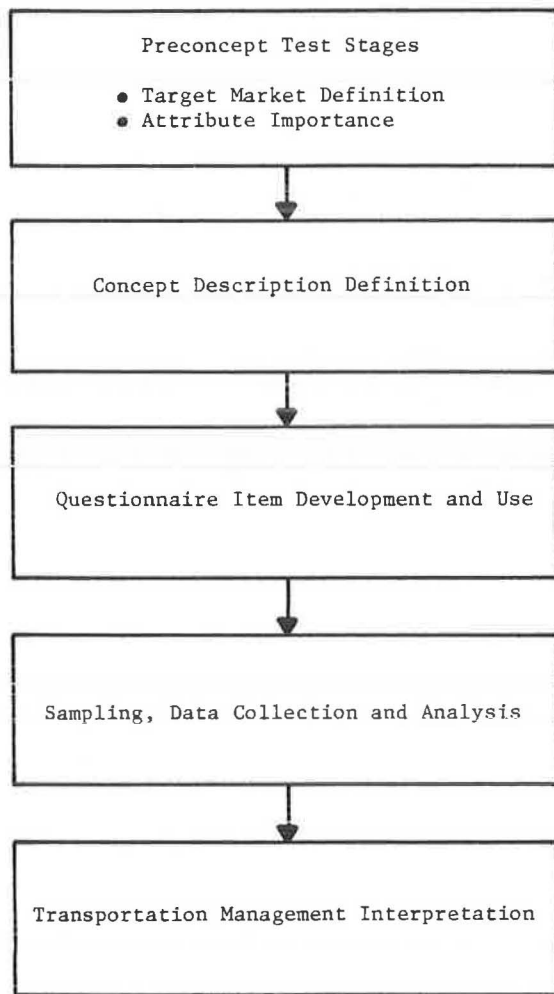 Preconcept Test Stages
● Target Market Definition
● Attribute Importance
Concept Description Definition
Questionnaire Item Development and Use
Sampling, Data Collection and Analysis
Transportation Management Interpretation